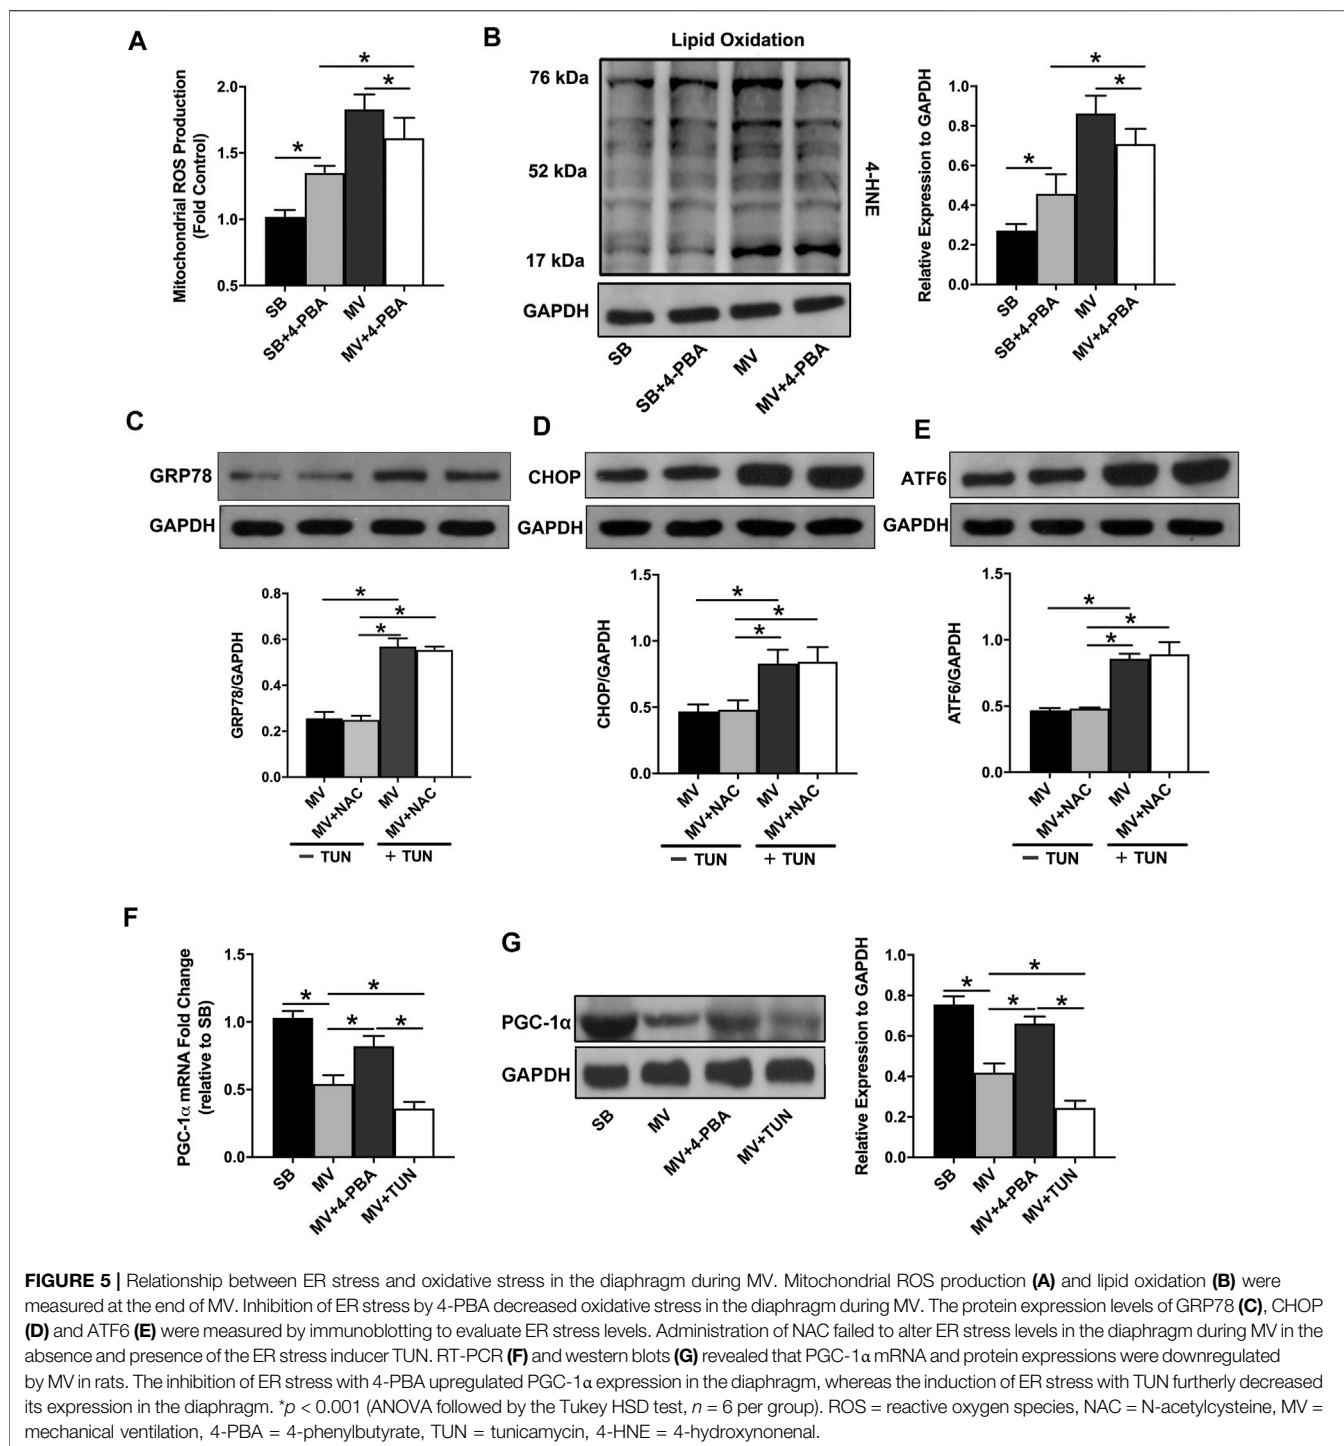 A
Mitochondrial ROS Production
(Fold Control)
2.0
1.5
1.0
0.5
*
*
*
SB
SB+4-PBA
MV
MV+4-PBA
B
Lipid Oxidation
76 kDa
52 kDa
17 kDa
4-HNE
GAPDH
SB
SB+4-PBA
MV
MV+4-PBA
Relative Expression to GAPDH
1.0
0.8
0.6
0.4
0.2
0.0
*
*
*
SB
SB+4-PBA
MV
MV+4-PBA
C
GRP78
GAPDH
GRP78/GAPDH
0.8
0.6
0.4
0.2
0.0
*
*
*
MV
MV+NAC
MV
MV+NAC
− TUN
+ TUN
D
CHOP
GAPDH
CHOP/GAPDH
1.5
1.0
0.5
0.0
*
*
*
MV
MV+NAC
MV
MV+NAC
− TUN
+ TUN
E
ATF6
GAPDH
ATF6/GAPDH
1.5
1.0
0.5
0.0
*
*
*
MV
MV+NAC
MV
MV+NAC
− TUN
+ TUN
F
PGC-1α mRNA Fold Change
(relative to SB)
1.5
1.0
0.5
0.0
*
*
*
*
SB
MV
MV+4-PBA
MV+TUN
G
PGC-1α
GAPDH
SB
MV
MV+4-PBA
MV+TUN
Relative Expression to GAPDH
1.0
0.8
0.6
0.4
0.2
0.0
*
*
*
*
SB
MV
MV+4-PBA
MV+TUN
FIGURE 5 | Relationship between ER stress and oxidative stress in the diaphragm during MV. Mitochondrial ROS production (A) and lipid oxidation (B) were
measured at the end of MV. Inhibition of ER stress by 4-PBA decreased oxidative stress in the diaphragm during MV. The protein expression levels of GRP78 (C), CHOP
(D) and ATF6 (E) were measured by immunoblotting to evaluate ER stress levels. Administration of NAC failed to alter ER stress levels in the diaphragm during MV in the
absence and presence of the ER stress inducer TUN. RT-PCR (F) and western blots (G) revealed that PGC-1α mRNA and protein expressions were downregulated
by MV in rats. The inhibition of ER stress with 4-PBA upregulated PGC-1α expression in the diaphragm, whereas the induction of ER stress with TUN furtherly decreased
its expression in the diaphragm. *p < 0.001 (ANOVA followed by the Tukey HSD test, n = 6 per group). ROS = reactive oxygen species, NAC = N-acetylcysteine, MV =
mechanical ventilation, 4-PBA = 4-phenylbutyrate, TUN = tunicamycin, 4-HNE = 4-hydroxynonenal.